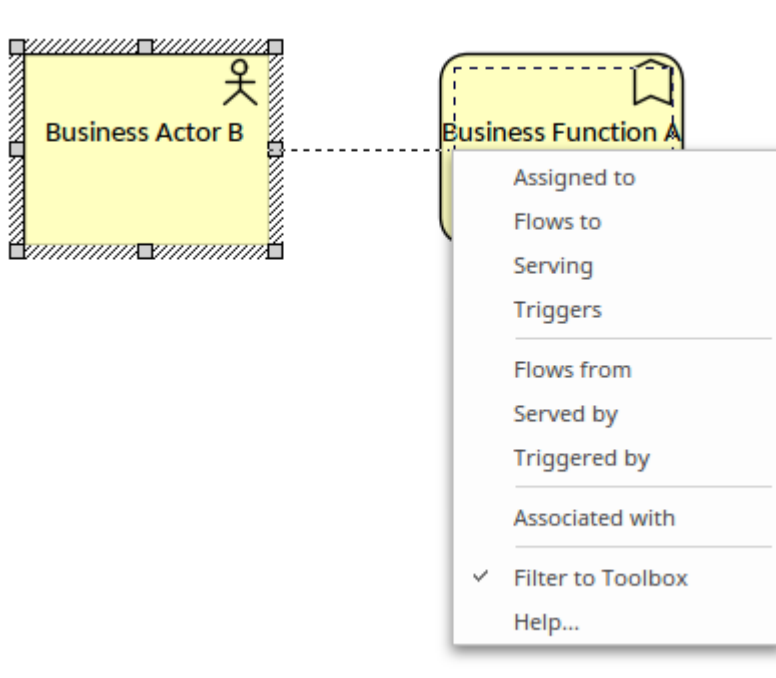 Business Actor B
Business Function A
Assigned to
Flows to
Serving
Triggers
Flows from
Served by
Triggered by
Associated with
Filter to Toolbox
Help...